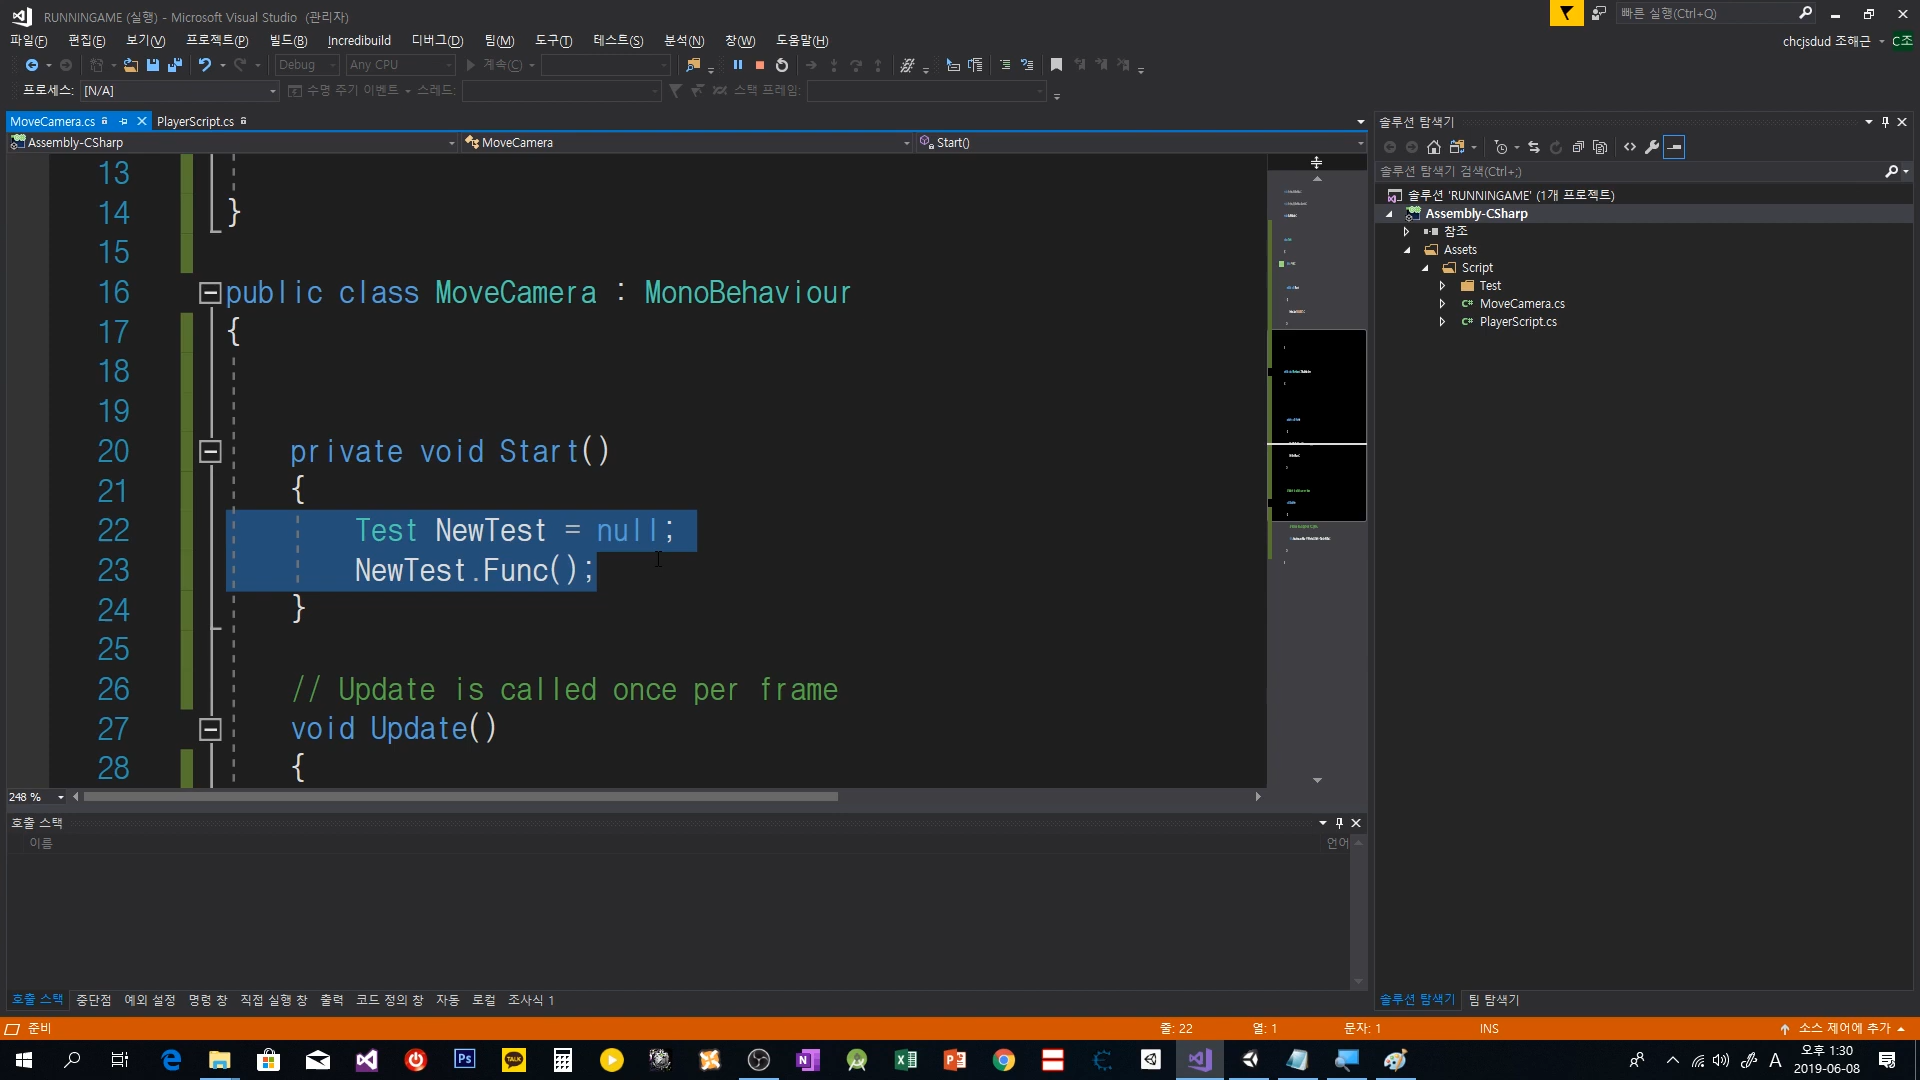 RUNNINGAME (실행) - Microsoft Visual Studio (관리자)
빠른 실행(Ctrl+Q)
파일(F) 편집(E) 보기(V) 프로젝트(P) 빌드(B) Incredibuild 디버그(D) 팀(M) 도구(T) 테스트(S) 분석(N) 창(W) 도움말(H)
chcjsdud 조해근 C조
Debug Any CPU 계속(C)
프로세스: [N/A] 수명 주기 이벤트 스레드: 스택 프레임:
MoveCamera.cs PlayerScript.cs
Assembly-CSharp MoveCamera Start()
13
14 }
15
16 public class MoveCamera : MonoBehaviour
17 {
18
19
20 private void Start()
21 {
22 Test NewTest = null;
23 NewTest.Func();
24 }
25
26 // Update is called once per frame
27 void Update()
28 {
248 %
호출 스택
이름 언어
호출 스택 중단점 예외 설정 명령 창 직접 실행 창 출력 코드 정의 창 자동 로컬 조사식 1
솔루션 탐색기
솔루션 탐색기 검색(Ctrl+;)
솔루션 'RUNNINGAME' (1개 프로젝트)
Assembly-CSharp
참조
Assets
Script
Test
C# MoveCamera.cs
C# PlayerScript.cs
솔루션 탐색기 팀 탐색기
준비 줄: 22 열: 1 문자: 1 INS 소스 제어에 추가
Ps TALK A
오후 1:30
2019-06-08